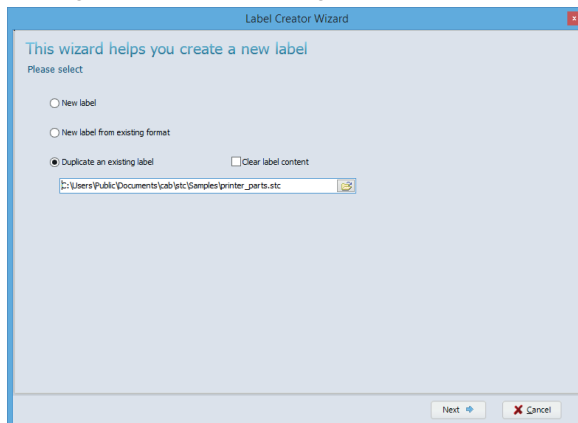 Label Creator Wizard
x
This wizard helps you create a new label
Please select
New label
New label from existing format
Duplicate an existing label Clear label content
C:\Users\Public\Documents\cab\stc\Samples\printer_parts.stc
Next Cancel